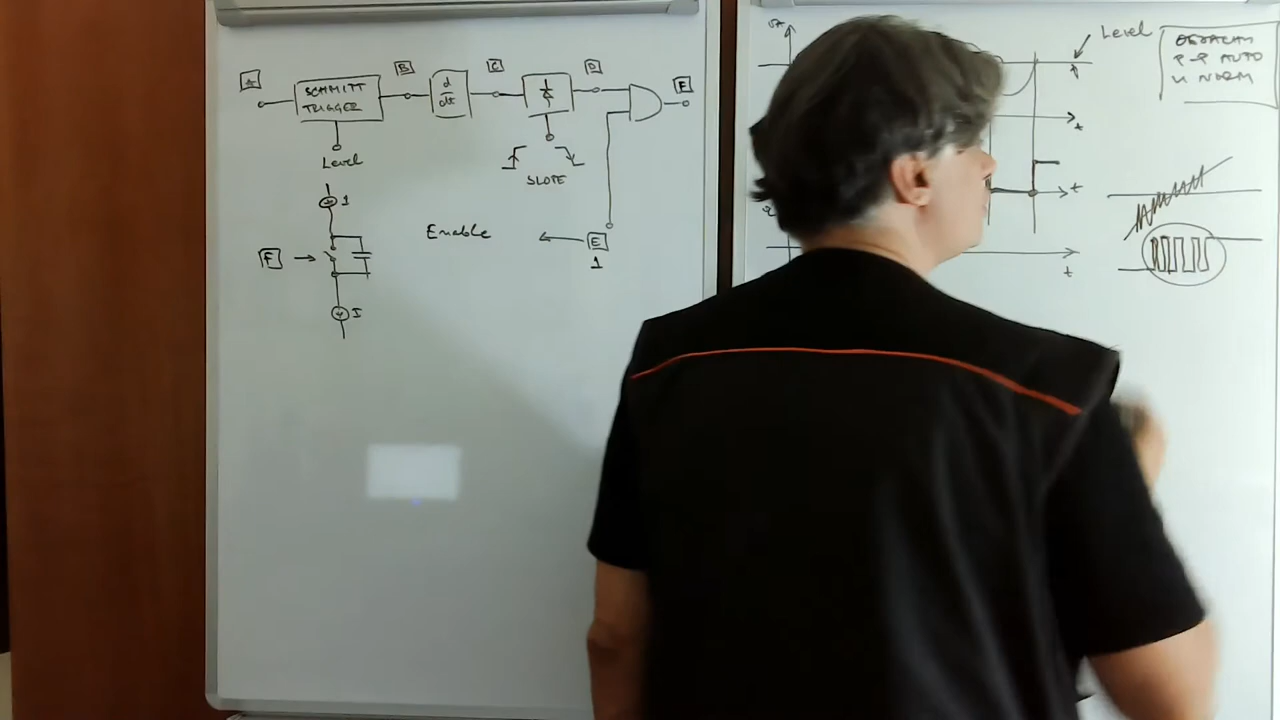 A
SCHMITT
TRIGGER
B
d
dt
C
D
F
Level
SLOPE
1
F
Enable
E
1
I
Level
t
t
t
P-P AUTO
U NORM